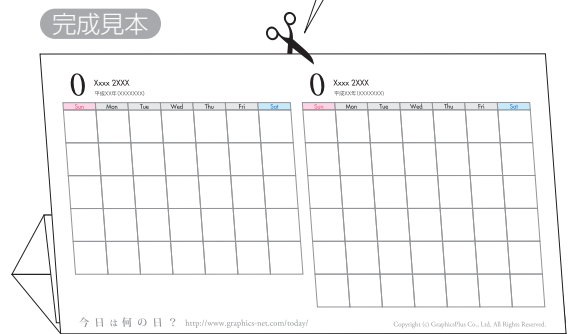 完成見本
0 Xxxx 2XXX
平成XX年(XXXXXXX)
Sun Mon Tue Wed Thu Fri Sat
0 Xxxx 2XXX
平成XX年(XXXXXXX)
Sun Mon Tue Wed Thu Fri Sat
今日は何の日? http://www.graphics-net.com/today/
Copyright (c) GraphicsPlus Co., Ltd. All Rights Reserved.